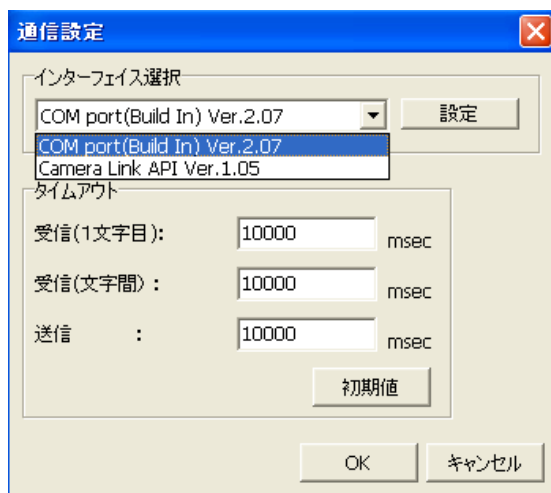 通信設定
インターフェイス選択
COM port(Build In) Ver.2.07
設定
COM port(Build In) Ver.2.07
Camera Link API Ver.1.05
タイムアウト
受信(1文字目): 10000 msec
受信(文字間): 10000 msec
送信 : 10000 msec
初期値
OK キャンセル